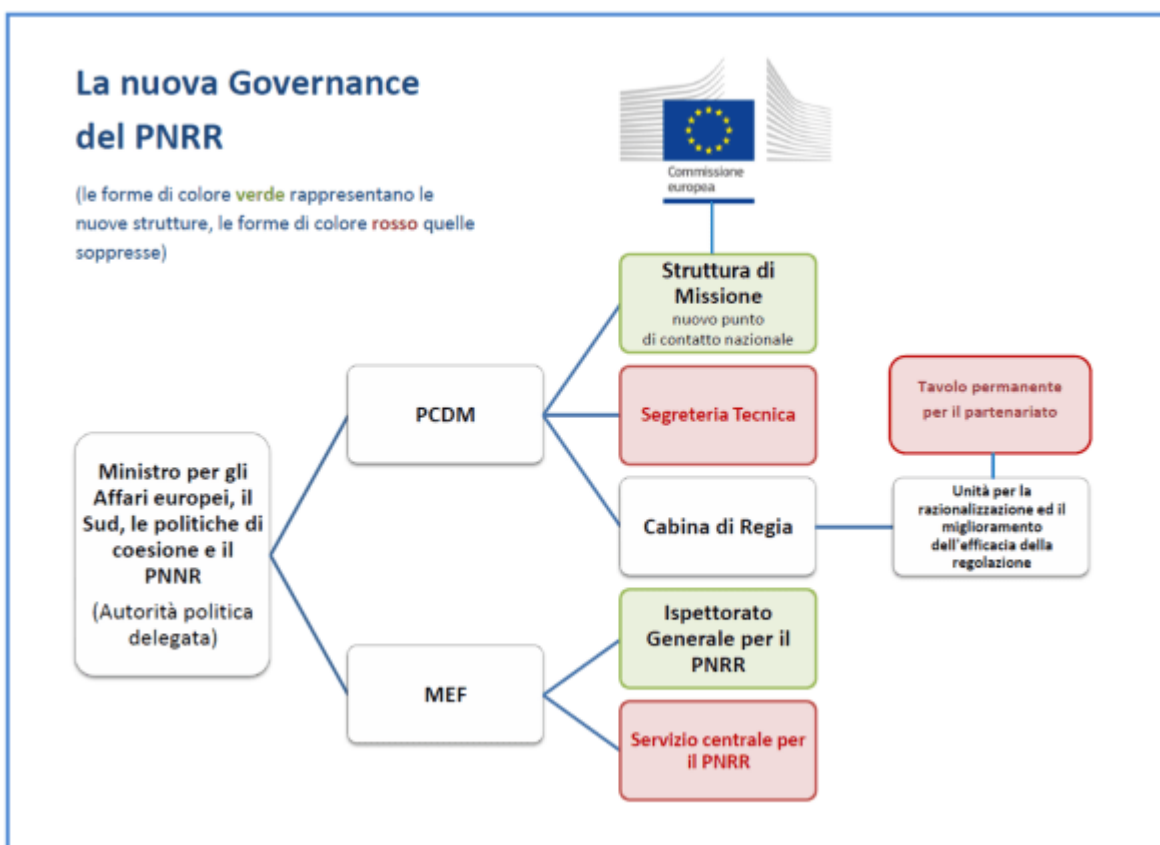 La nuova Governance
del PNRR
(le forme di colore verde rappresentano le
nuove strutture, le forme di colore rosso quelle
soppresse)
Commissione
europea
Struttura di
Missione
nuovo punto
di contatto nazionale
PCDM
Segreteria Tecnica
Tavolo permanente
per il partenariato
Ministro per gli
Affari europei, il
Sud, le politiche di
coesione e il
PNNR
(Autorità politica
delegata)
Cabina di Regia
Unità per la
razionalizzazione ed il
miglioramento
dell'efficacia della
regolazione
Ispettorato
Generale per il
PNRR
MEF
Servizio centrale per
il PNRR